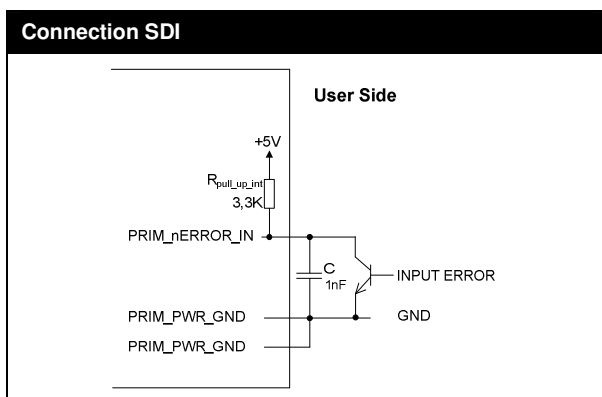 Connection SDI
User Side
+5V
Rpull_up_int
3,3K
PRIM_nERROR_IN
C
1nF
INPUT ERROR
PRIM_PWR_GND
GND
PRIM_PWR_GND